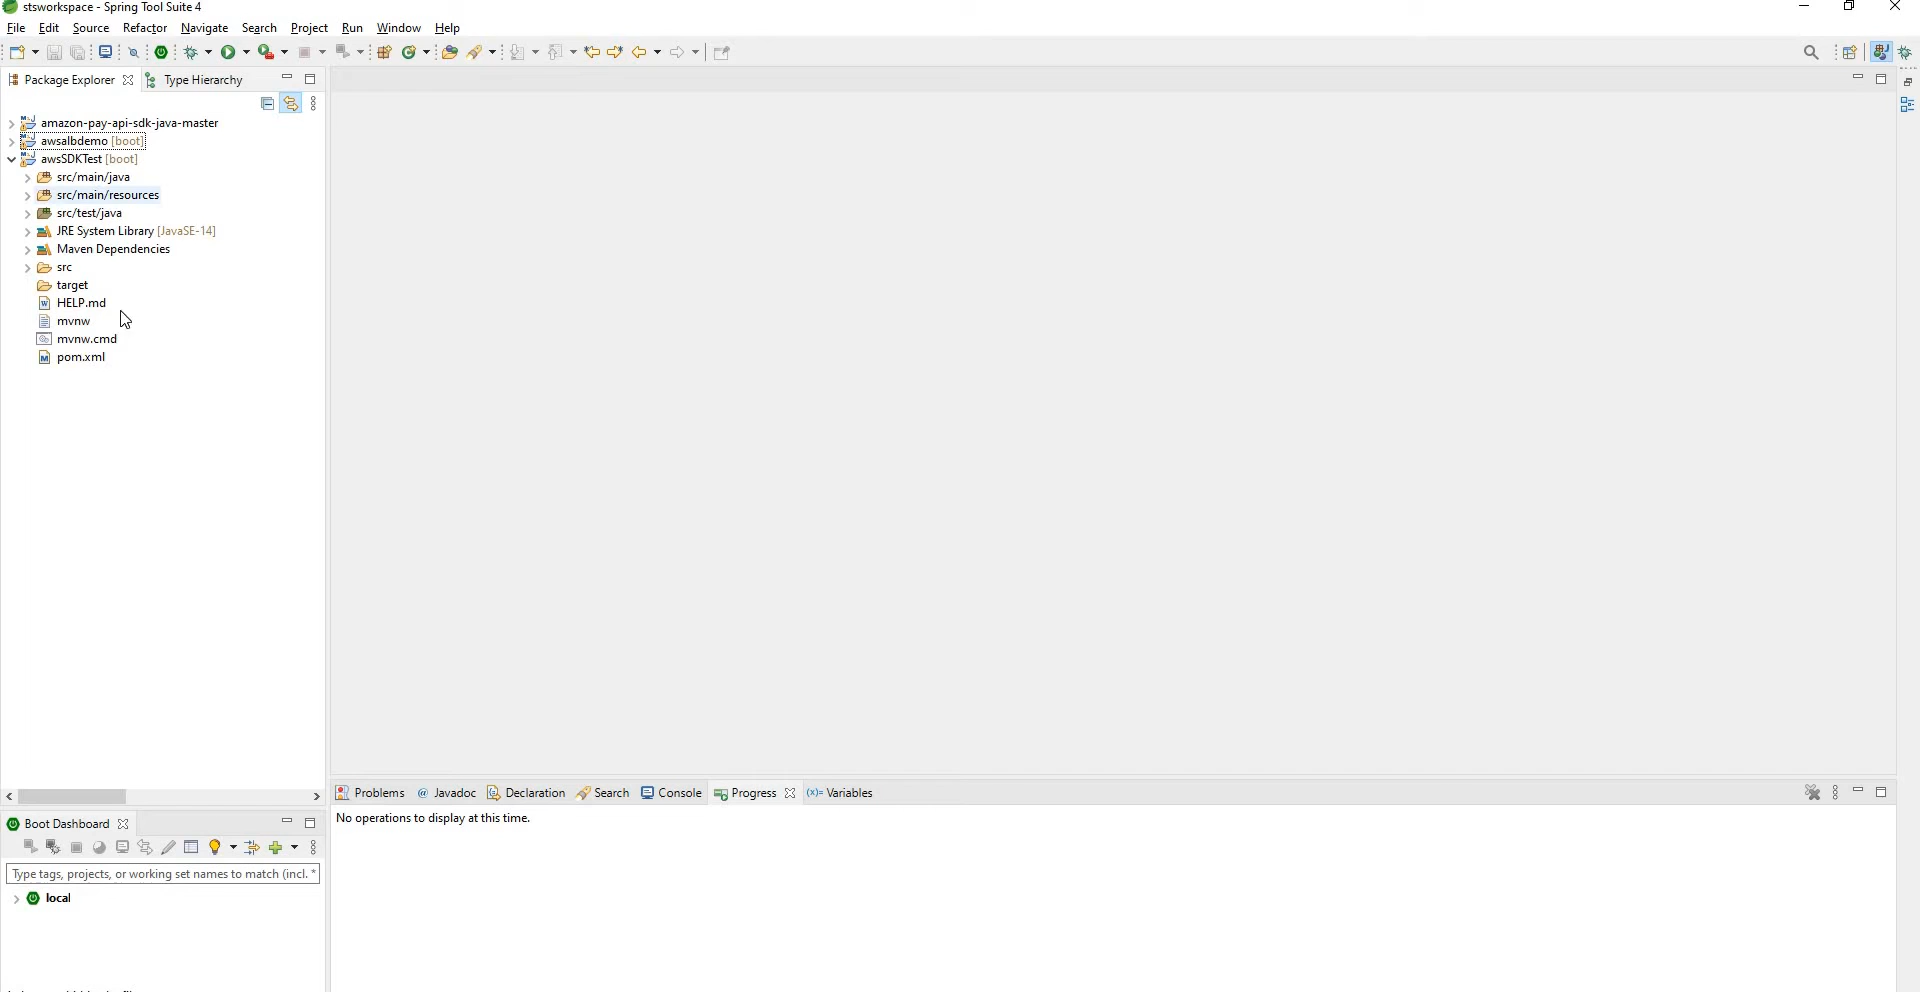 stsworkspace - Spring Tool Suite 4
File Edit Source Refactor Navigate Search Project Run Window Help
Package Explorer Type Hierarchy
amazon-pay-api-sdk-java-master
awsalbdemo [boot]
awsSDKTest [boot]
src/main/java
src/main/resources
src/test/java
JRE System Library [JavaSE-14]
Maven Dependencies
src
target
HELP.md
mvnw
mvnw.cmd
pom.xml
Problems @ Javadoc Declaration Search Console Progress (x)= Variables
No operations to display at this time.
Boot Dashboard
Type tags, projects, or working set names to match (incl. *
local